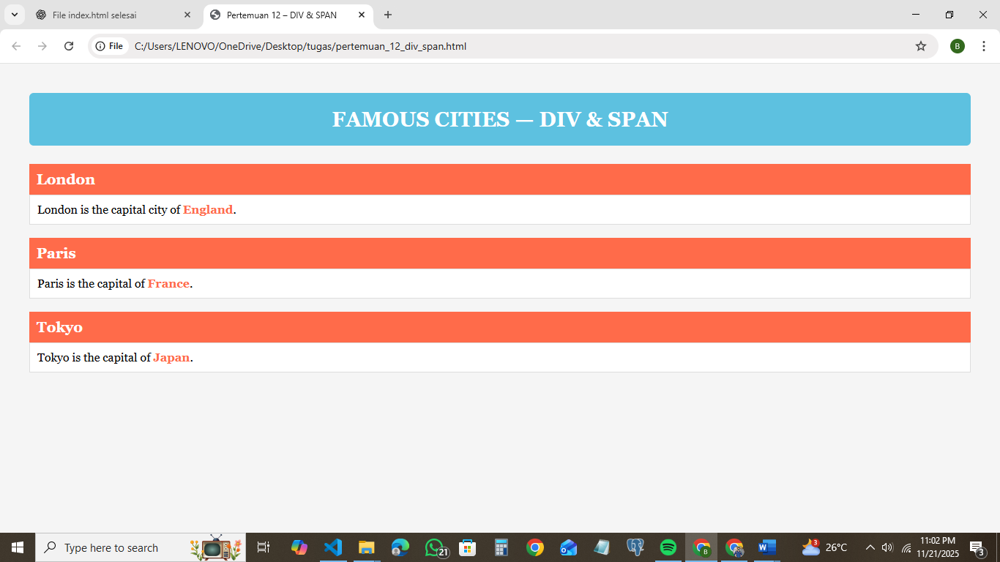 File index.html selesai
Pertemuan 12 – DIV & SPAN
File
C:/Users/LENOVO/OneDrive/Desktop/tugas/pertemuan_12_div_span.html
B
FAMOUS CITIES — DIV & SPAN
London
London is the capital city of England.
Paris
Paris is the capital of France.
Tokyo
Tokyo is the capital of Japan.
Type here to search
21
B
W
3
26°C
11:02 PM
11/21/2025
3